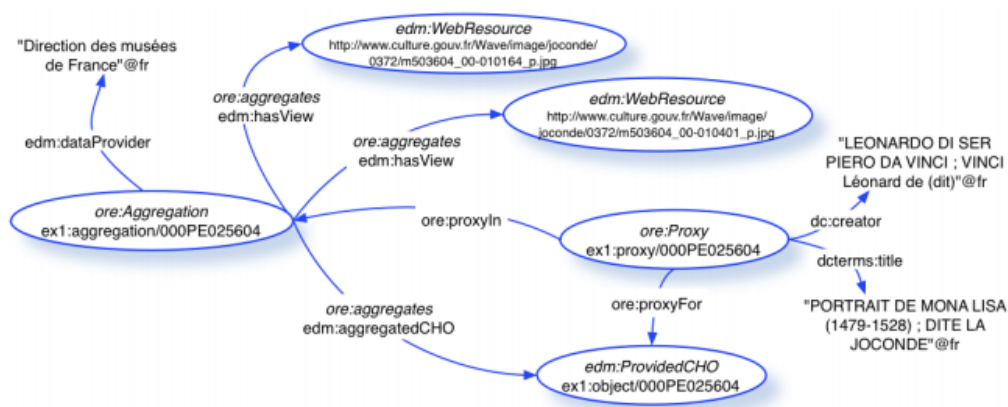 "Direction des musées
de France"@fr
edm:dataProvider
ore:Aggregation
ex1:aggregation/000PE025604
ore:aggregates
edm:hasView
edm:WebResource
http://www.culture.gouv.fr/Wave/image/joconde/
0372/m503604_00-010164_p.jpg
ore:aggregates
edm:hasView
edm:WebResource
http://www.culture.gouv.fr/Wave/image/
joconde/0372/m503604_00-010401_p.jpg
ore:proxyIn
ore:Proxy
ex1:proxy/000PE025604
"LEONARDO DI SER
PIERO DA VINCI ; VINCI
Léonard de (dit)"@fr
dc:creator
dcterms:title
"PORTRAIT DE MONA LISA
(1479-1528) ; DITE LA
JOCONDE"@fr
ore:proxyFor
ore:aggregates
edm:aggregatedCHO
edm:ProvidedCHO
ex1:object/000PE025604